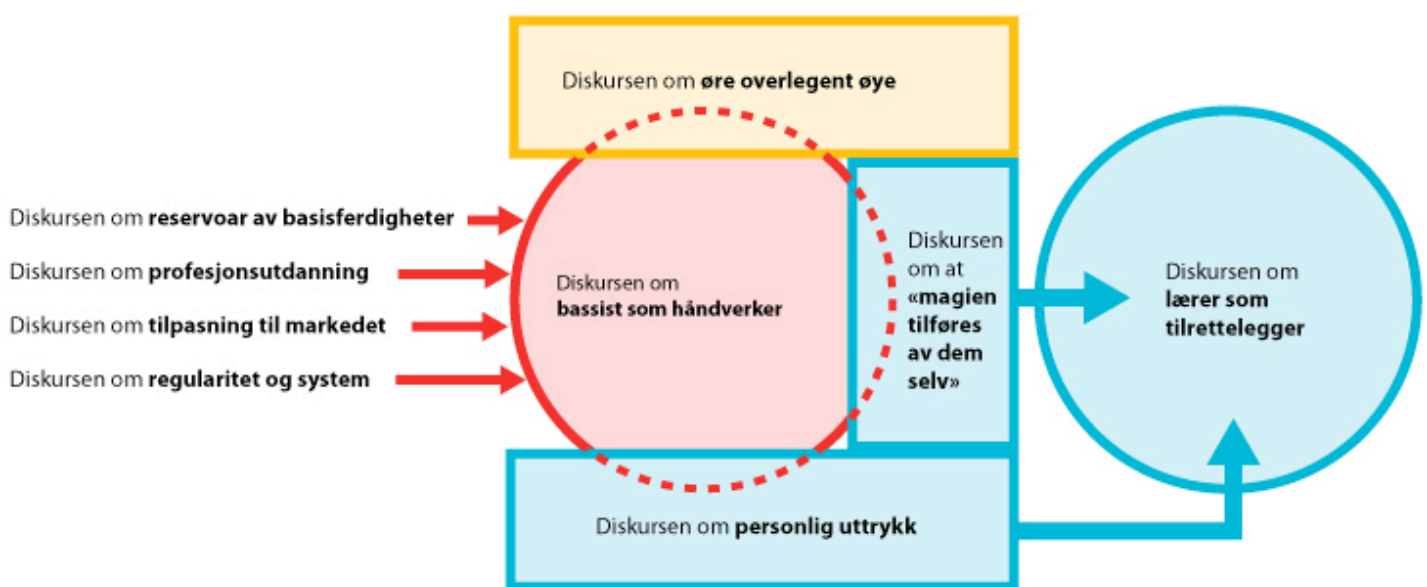 Diskursen om øre overlegent øye
Diskursen om reservoar av basisferdigheter
Diskursen om profesjonsutdanning
Diskursen om tilpasning til markedet
Diskursen om regularitet og system
Diskursen om
bassist som håndverker
Diskursen
om at
«magien
tilføres
av dem
selv»
Diskursen om
lærer som
tilrettelegger
Diskursen om personlig uttrykk